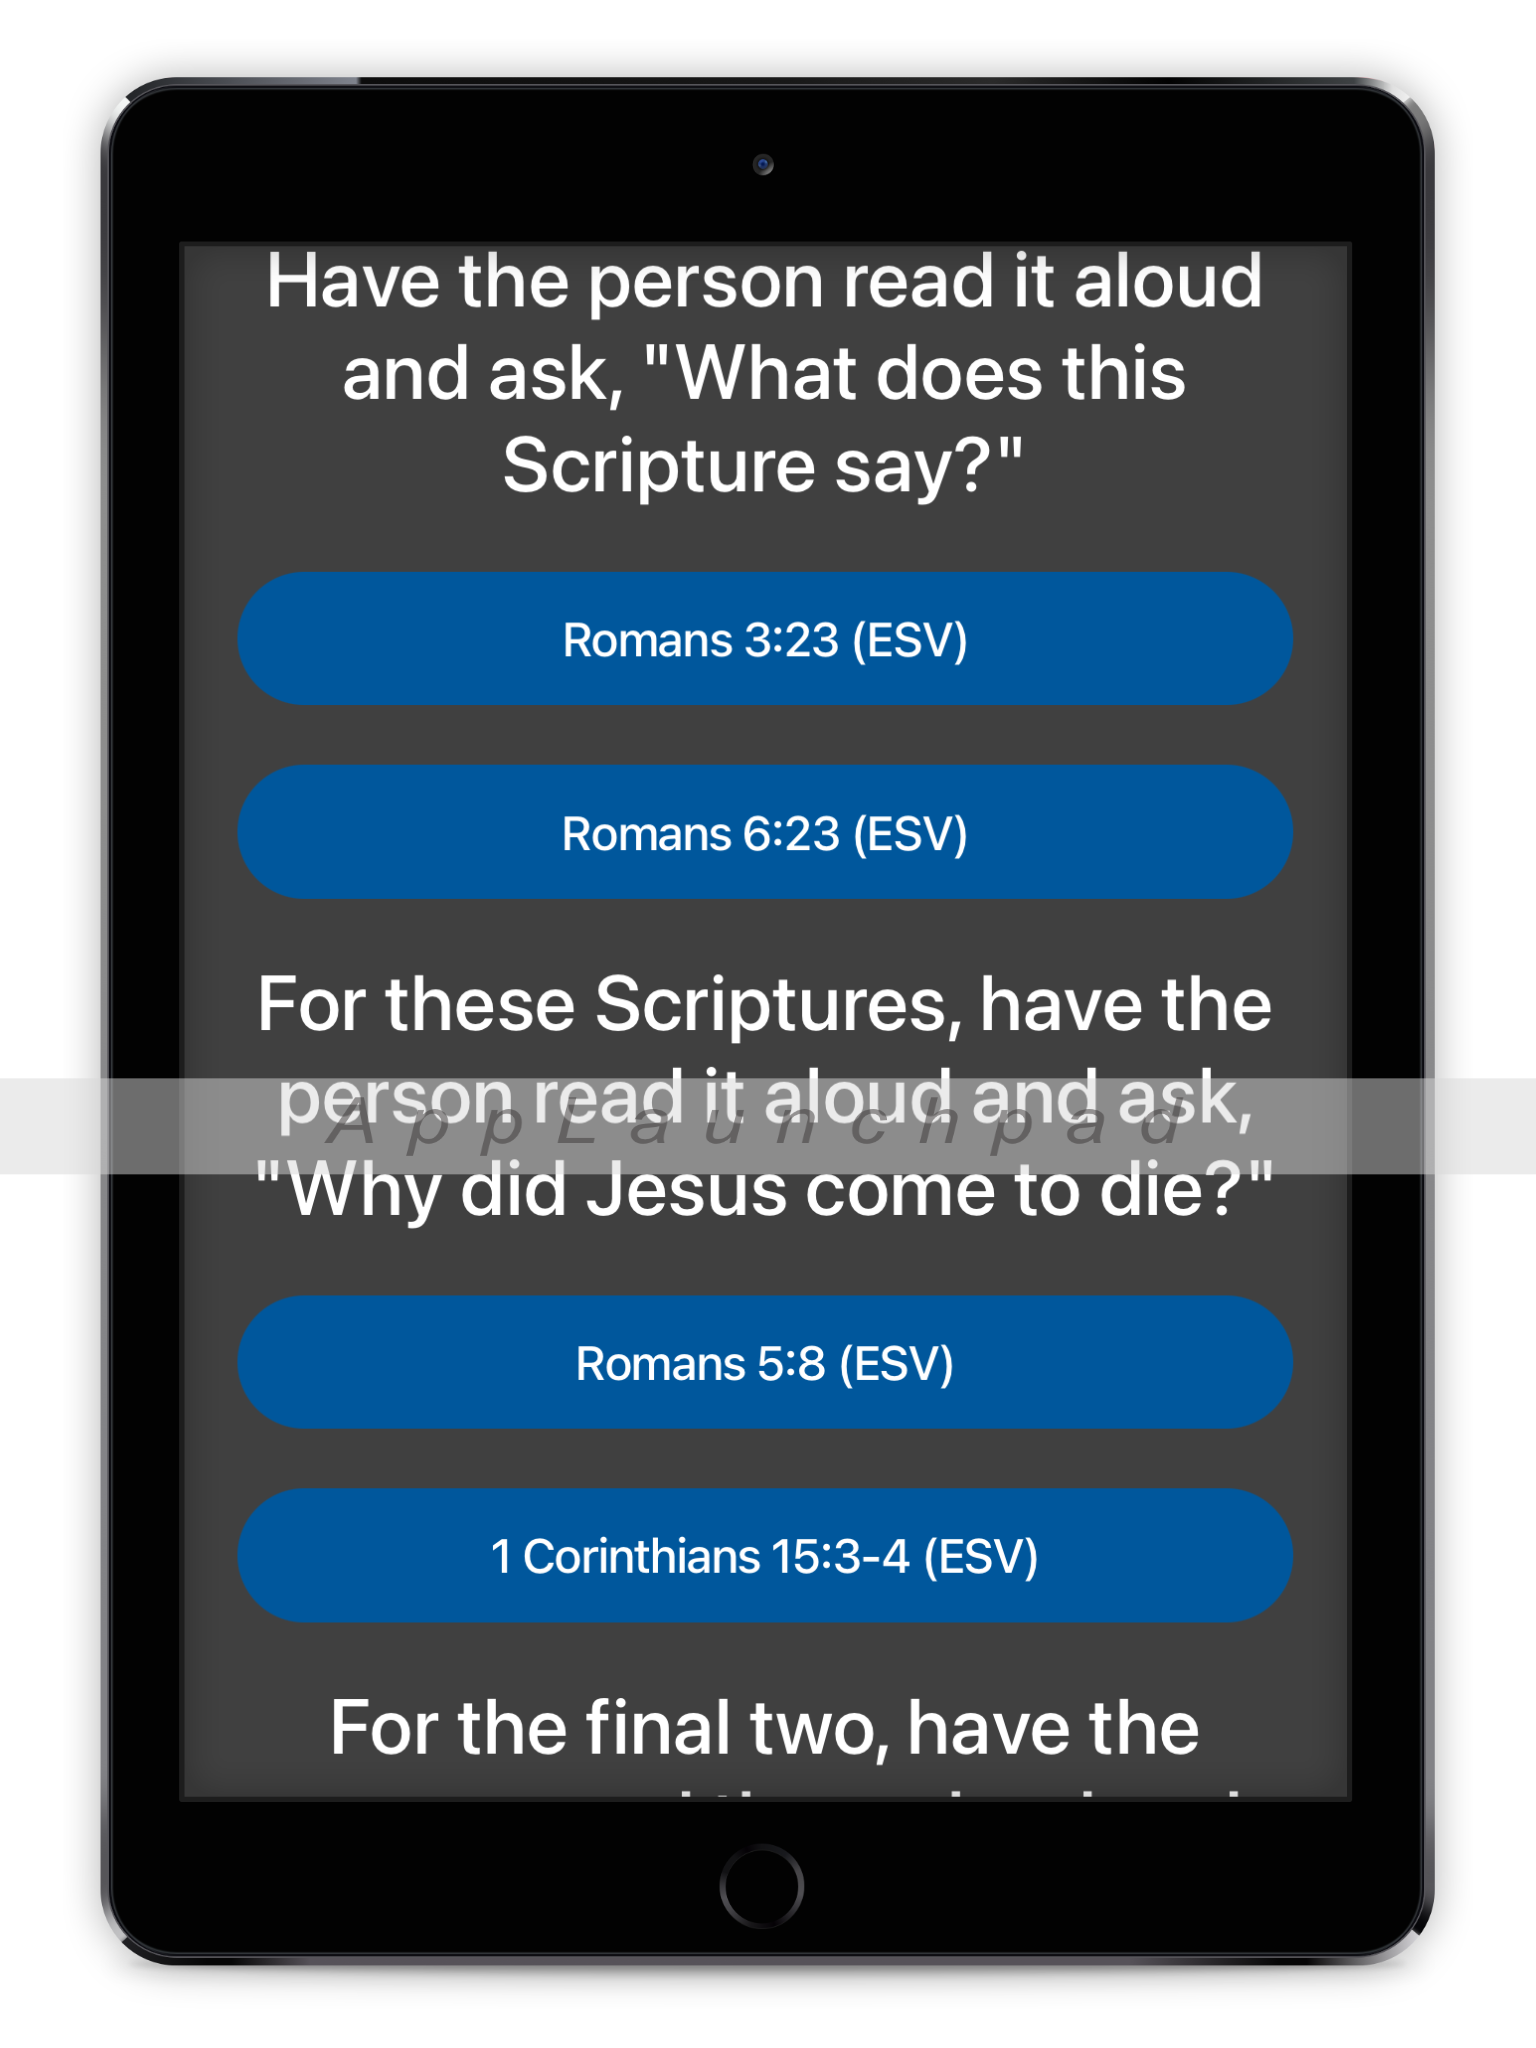 Have the person read it aloud
and ask, "What does this
Scripture say?"
Romans 3:23 (ESV)
Romans 6:23 (ESV)
For these Scriptures, have the
person read it aloud and ask,
AppLaunchpad
"Why did Jesus come to die?"
Romans 5:8 (ESV)
1 Corinthians 15:3-4 (ESV)
For the final two, have the